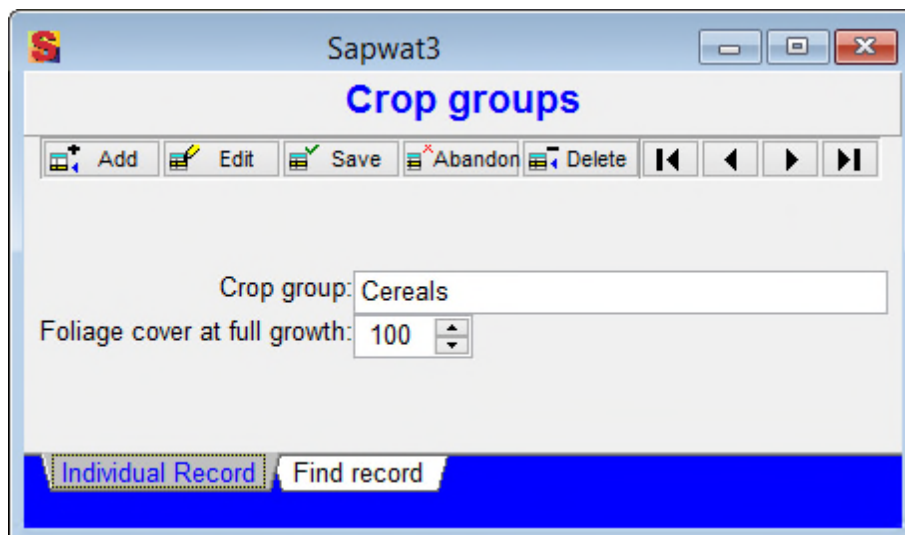 Sapwat3
Crop groups
Add Edit Save Abandon Delete
Crop group: Cereals
Foliage cover at full growth: 100
Individual Record Find record